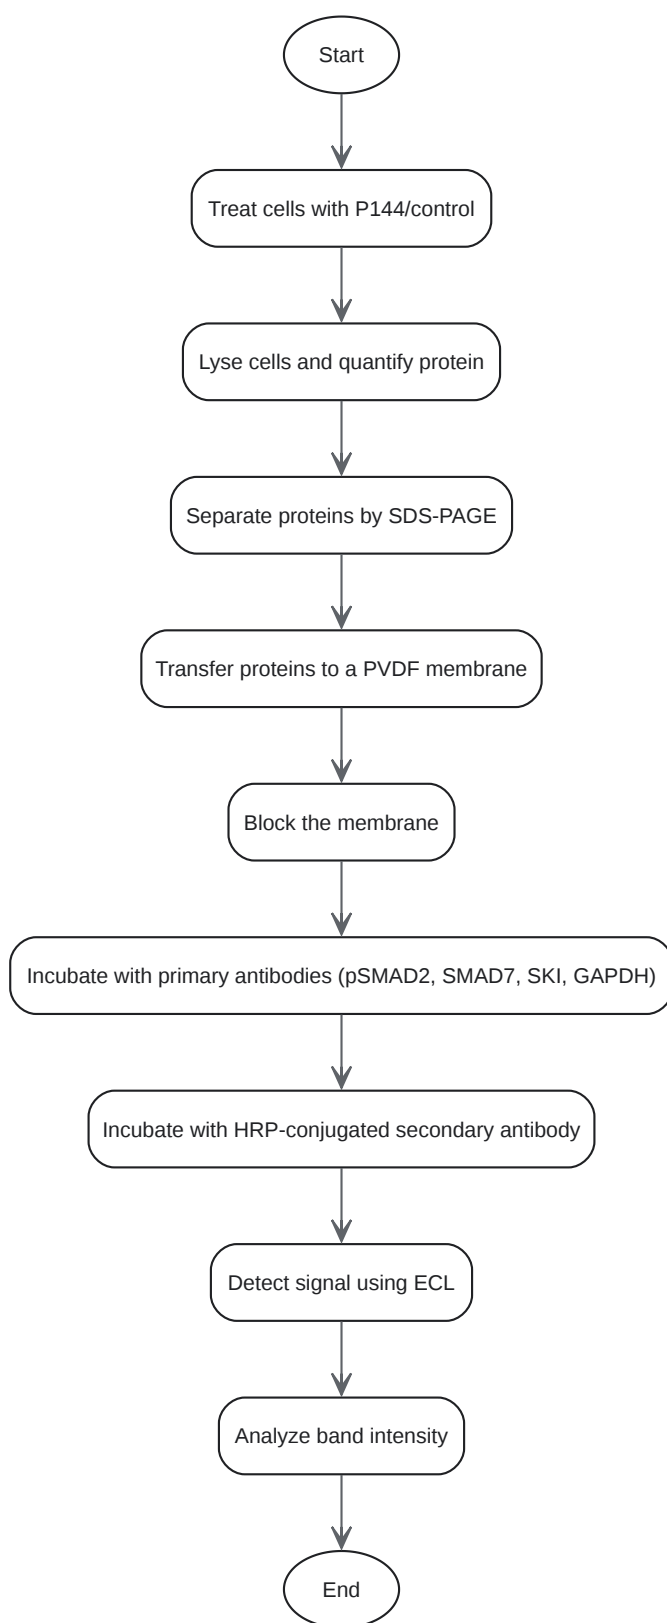 Start
Treat cells with P144/control
Lyse cells and quantify protein
Separate proteins by SDS-PAGE
Transfer proteins to a PVDF membrane
Block the membrane
Incubate with primary antibodies (pSMAD2, SMAD7, SKI, GAPDH)
Incubate with HRP-conjugated secondary antibody
Detect signal using ECL
Analyze band intensity
End